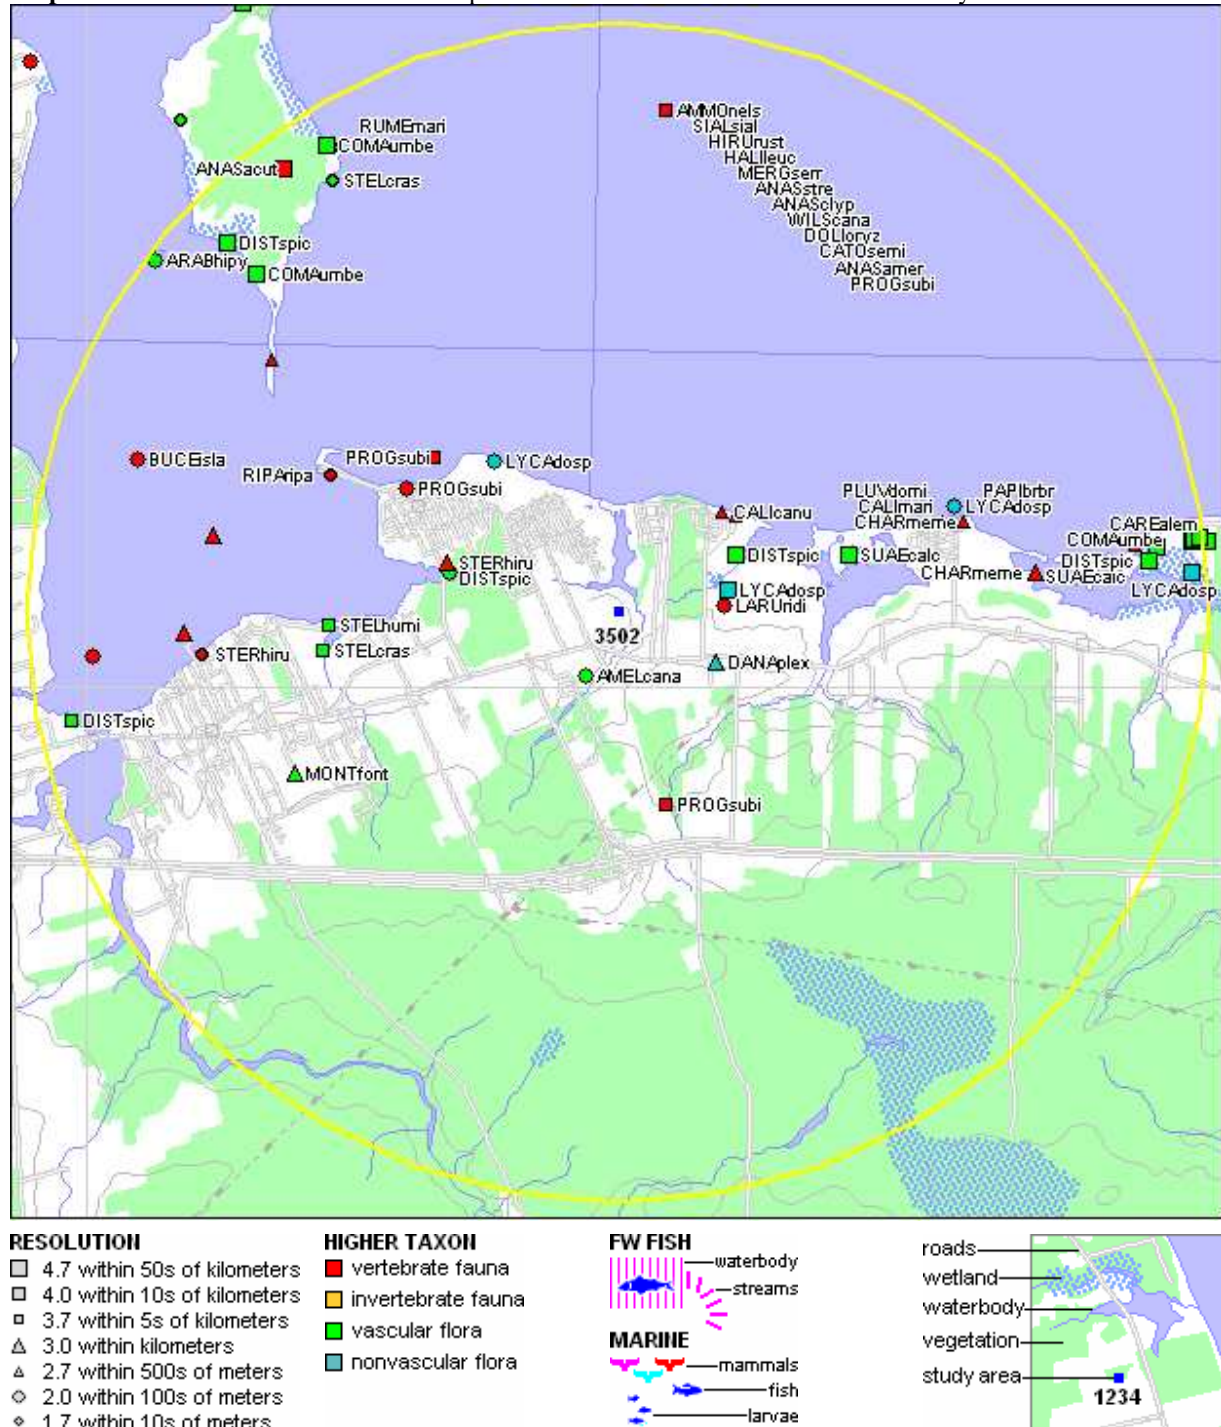 RUMEmari
COMAumbe
ANASacut
STELcras
DISTspic
ARABhipy
COMAumbe
AMMOnels
SIALsial
HIRUrust
HALIleuc
MERGserr
ANASstre
ANASclyp
WILScana
DOLIoryz
CATOsemi
ANASamer
PROGsubi
BUCEisla
RIPAripa
PROGsubi
PROGsubi
LYCAdosp
CALIcanu
PLUVdomi
PAPIbrbr
CALImari
LYCAdosp
CHARmeme
CAREalem
COMAumbe
STERhiru
DISTspic
DISTspic
SUAEcalc
DISTspic
CHARmeme
SUAEcalc
LYCAdosp
LYCAdosp
LARUridi
STELhumi
3502
STERhiru
STELcras
AMELcana
DANAplex
DISTspic
MONTfont
PROGsubi
RESOLUTION
4.7 within 50s of kilometers
4.0 within 10s of kilometers
3.7 within 5s of kilometers
3.0 within kilometers
2.7 within 500s of meters
2.0 within 100s of meters
1.7 within 10s of meters
HIGHER TAXON
vertebrate fauna
invertebrate fauna
vascular flora
nonvascular flora
FW FISH
waterbody
streams
MARINE
mammals
fish
larvae
roads
wetland
waterbody
vegetation
study area
1234